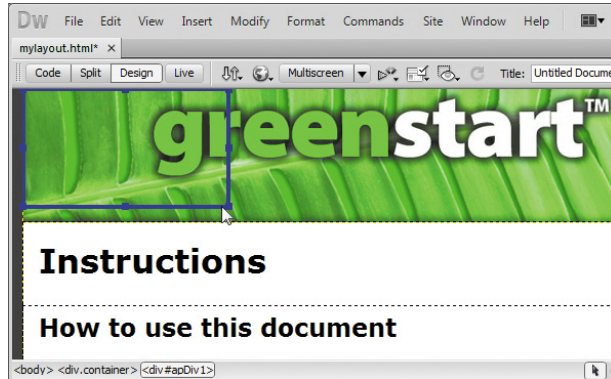 Dw File Edit View Insert Modify Format Commands Site Window Help
mylayout.html* ×
Code Split Design Live Multiscreen Title: Untitled Docume
greenstart™
Instructions
How to use this document
<body> <div.container> <div#apDiv1>